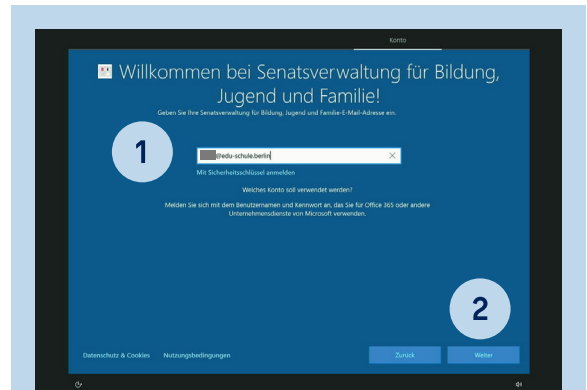 Konto
Willkommen bei Senatsverwaltung für Bildung,
Jugend und Familie!
Geben Sie Ihre Senatsverwaltung für Bildung, Jugend und Familie-E-Mail-Adresse ein.
1
@edu-schule.berlin
Mit Sicherheitsschlüssel anmelden
Welches Konto soll verwendet werden?
Melden Sie sich mit dem Benutzernamen und Kennwort an, das Sie für Office 365 oder andere
Unternehmensdienste von Microsoft verwenden.
2
Datenschutz & Cookies Nutzungsbedingungen Zurück Weiter